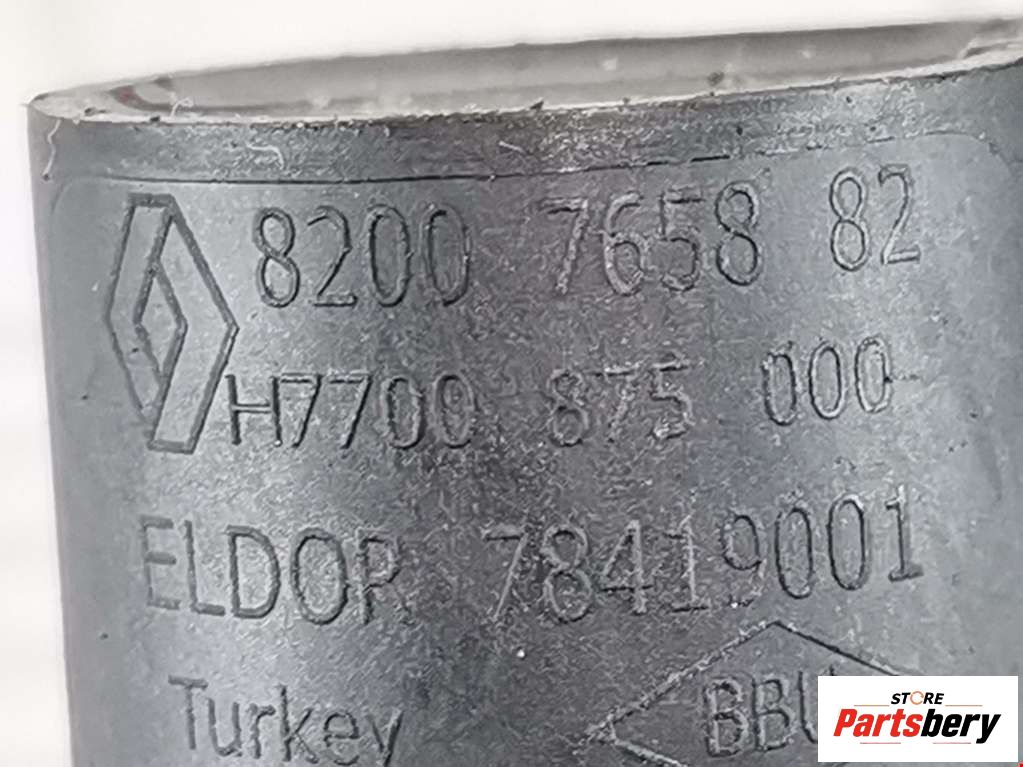 8200 7658 82
H7700 875 000
ELDOR 78419001
Turkey
STORE
Partsbery